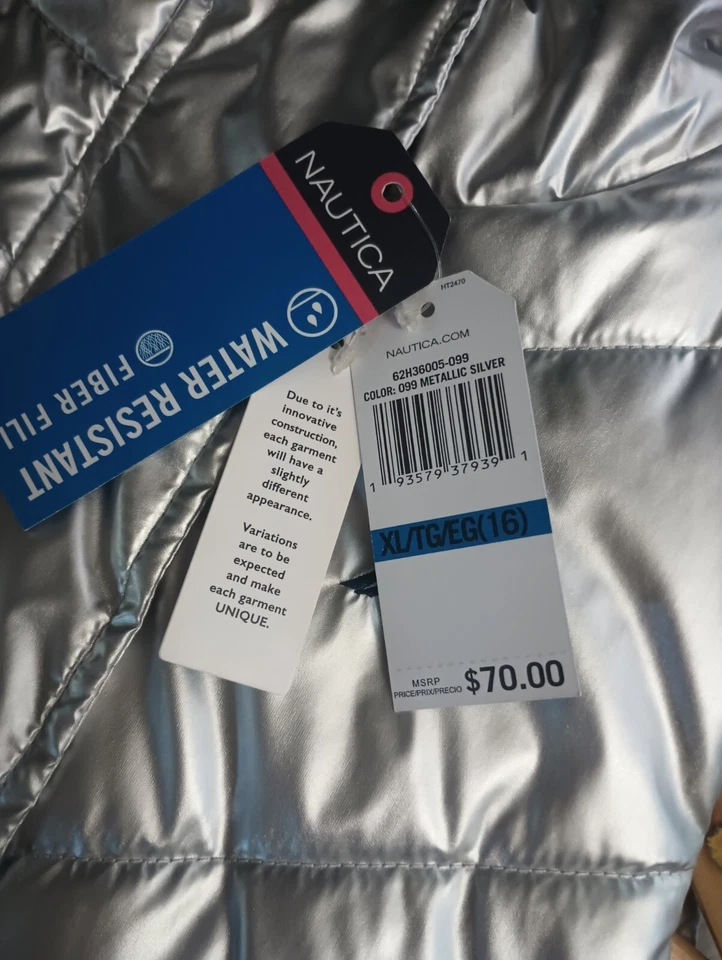 NAUTICA
WATER RESISTANT
FIBER FILL
Due to it's
innovative
construction,
each garment
will have a
slightly
different
appearance.
Variations
are to be
expected
and make
each garment
UNIQUE.
HT2470
NAUTICA.COM
62H36005-099
COLOR: 099 METALLIC SILVER
1 93579 37939 1
XL/TG/EG(16)
MSRP
PRICE/PRIX/PRECIO $70.00